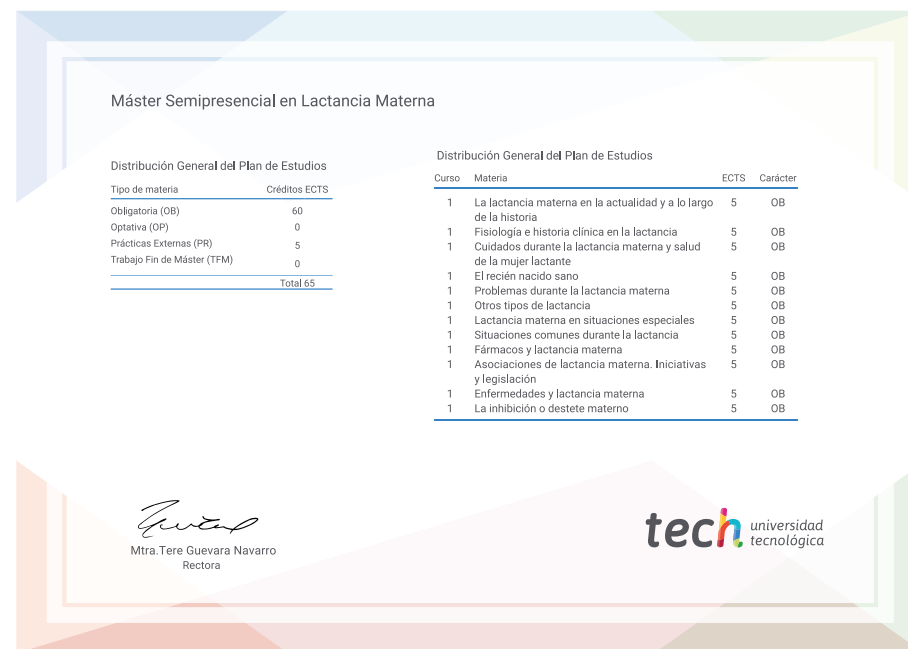 Máster Semipresencial en Lactancia Materna
Distribución General del Plan de Estudios
Tipo de materia Créditos ECTS
Obligatoria (OB) 60
Optativa (OP) 0
Prácticas Externas (PR) 5
Trabajo Fin de Máster (TFM) 0
Total 65
Distribución General del Plan de Estudios
Curso Materia ECTS Carácter
1 La lactancia materna en la actualidad y a lo largo 5 OB
de la historia
1 Fisiología e historia clínica en la lactancia 5 OB
1 Cuidados durante la lactancia materna y salud 5 OB
de la mujer lactante
1 El recién nacido sano 5 OB
1 Problemas durante la lactancia materna 5 OB
1 Otros tipos de lactancia 5 OB
1 Lactancia materna en situaciones especiales 5 OB
1 Situaciones comunes durante la lactancia 5 OB
1 Fármacos y lactancia materna 5 OB
1 Asociaciones de lactancia materna. Iniciativas 5 OB
y legislación
1 Enfermedades y lactancia materna 5 OB
1 La inhibición o destete materno 5 OB
Mtra.Tere Guevara Navarro
Rectora
tech universidad
tecnológica